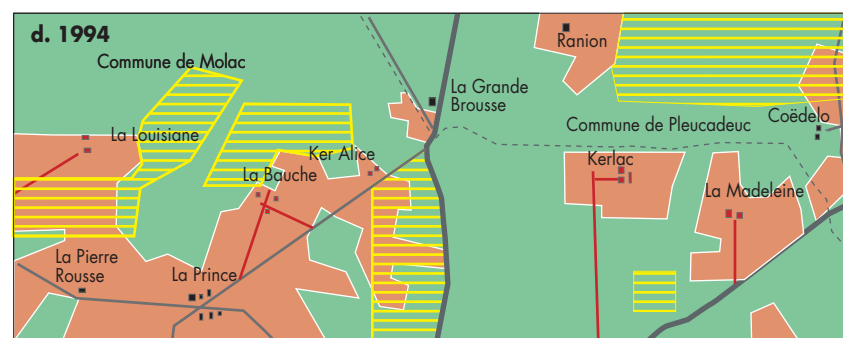 d. 1994
Commune de Molac
La Louisiane
La Bauche
Ker Alice
La Pierre
Rousse
La Prince
La Grande
Brousse
Ranion
Commune de Pleucadeuc
Coëdelo
Kerlac
La Madeleine